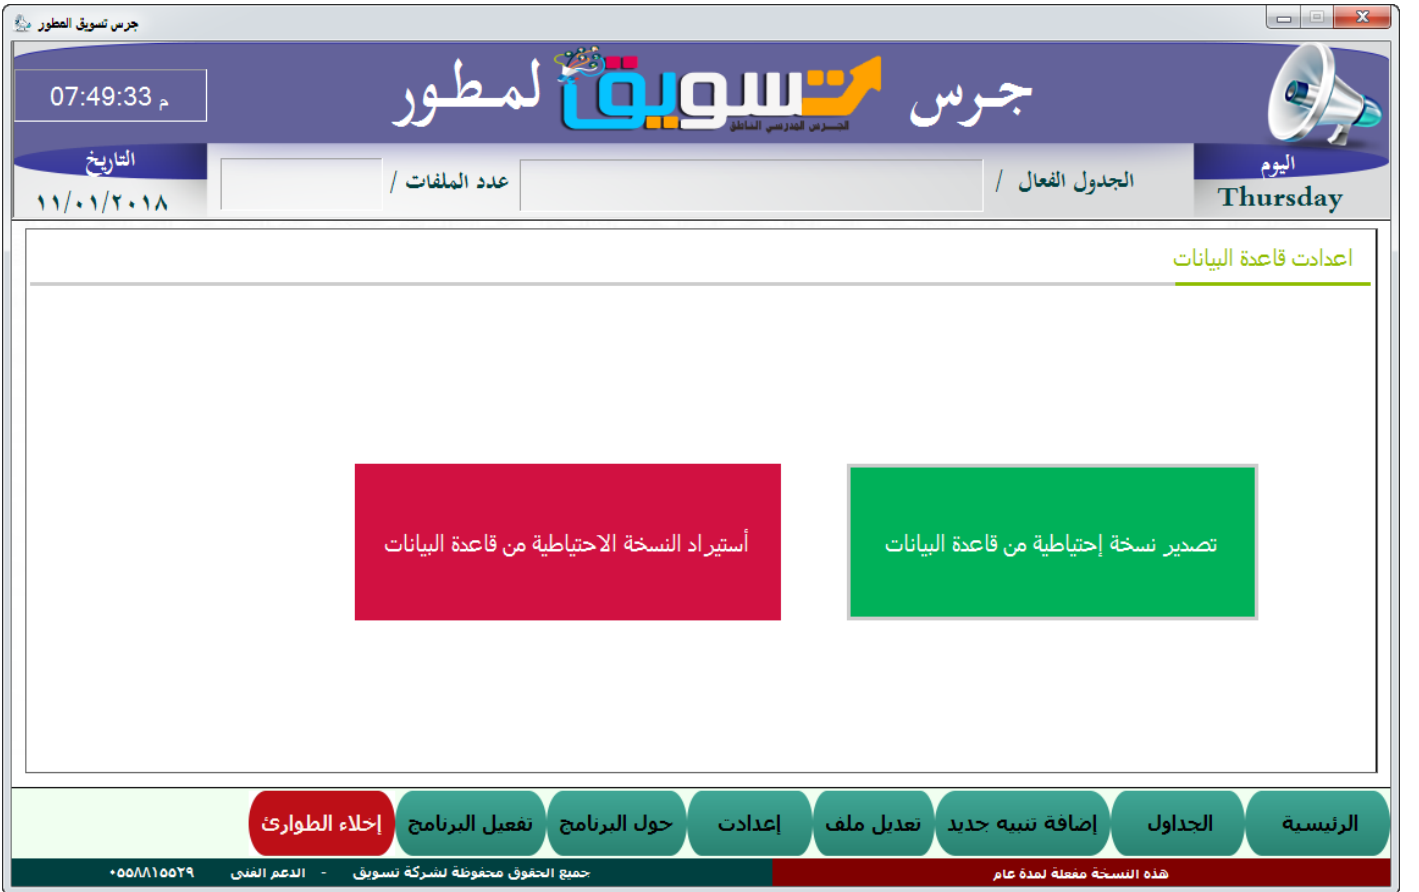 جرس تسويق المطور
جرس تسويق لمطور
الجرس المدرسي الناطق
07:49:33 م
اليوم
Thursday
الجدول الفعال /
عدد الملفات /
التاريخ
١١/٠١/٢٠١٨
اعدادت قاعدة البيانات
تصدير نسخة إحتياطية من قاعدة البيانات
أستيراد النسخة الاحتياطية من قاعدة البيانات
الرئيسية
الجداول
إضافة تنبيه جديد
تعديل ملف
إعدادت
حول البرنامج
تفعيل البرنامج
إخلاء الطوارئ
هذه النسخة مفعلة لمدة عام
جميع الحقوق محفوظة لشركة تسويق - الدعم الفنى ٠٥٥٨٨١٥٥٢٩